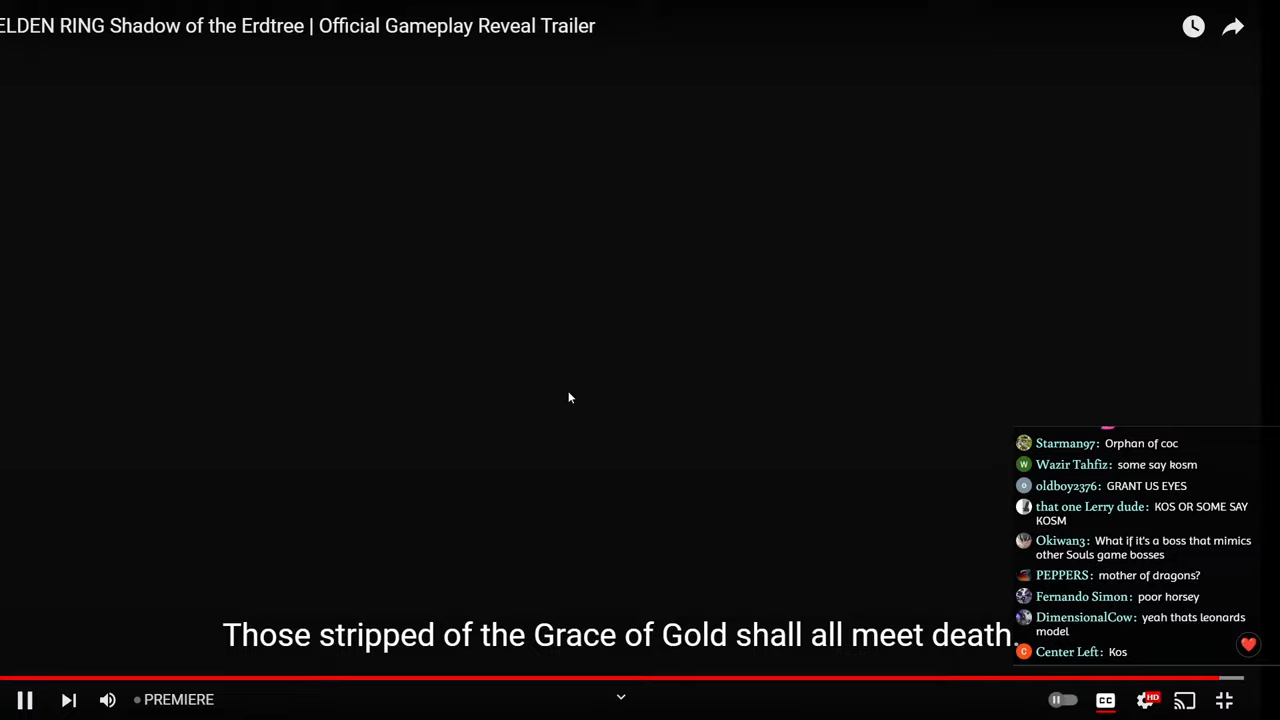 ELDEN RING Shadow of the Erdtree | Official Gameplay Reveal Trailer
Starman97: Orphan of coc
W Wazir Tahfiz: some say kosm
o oldboy2376: GRANT US EYES
that one Lerry dude: KOS OR SOME SAY
KOSM
Okiwan3: What if it's a boss that mimics
other Souls game bosses
PEPPERS: mother of dragons?
Fernando Simon: poor horsey
DimensionalCow: yeah thats leonards
model
C Center Left: Kos
Those stripped of the Grace of Gold shall all meet death.
PREMIERE
CC
HD